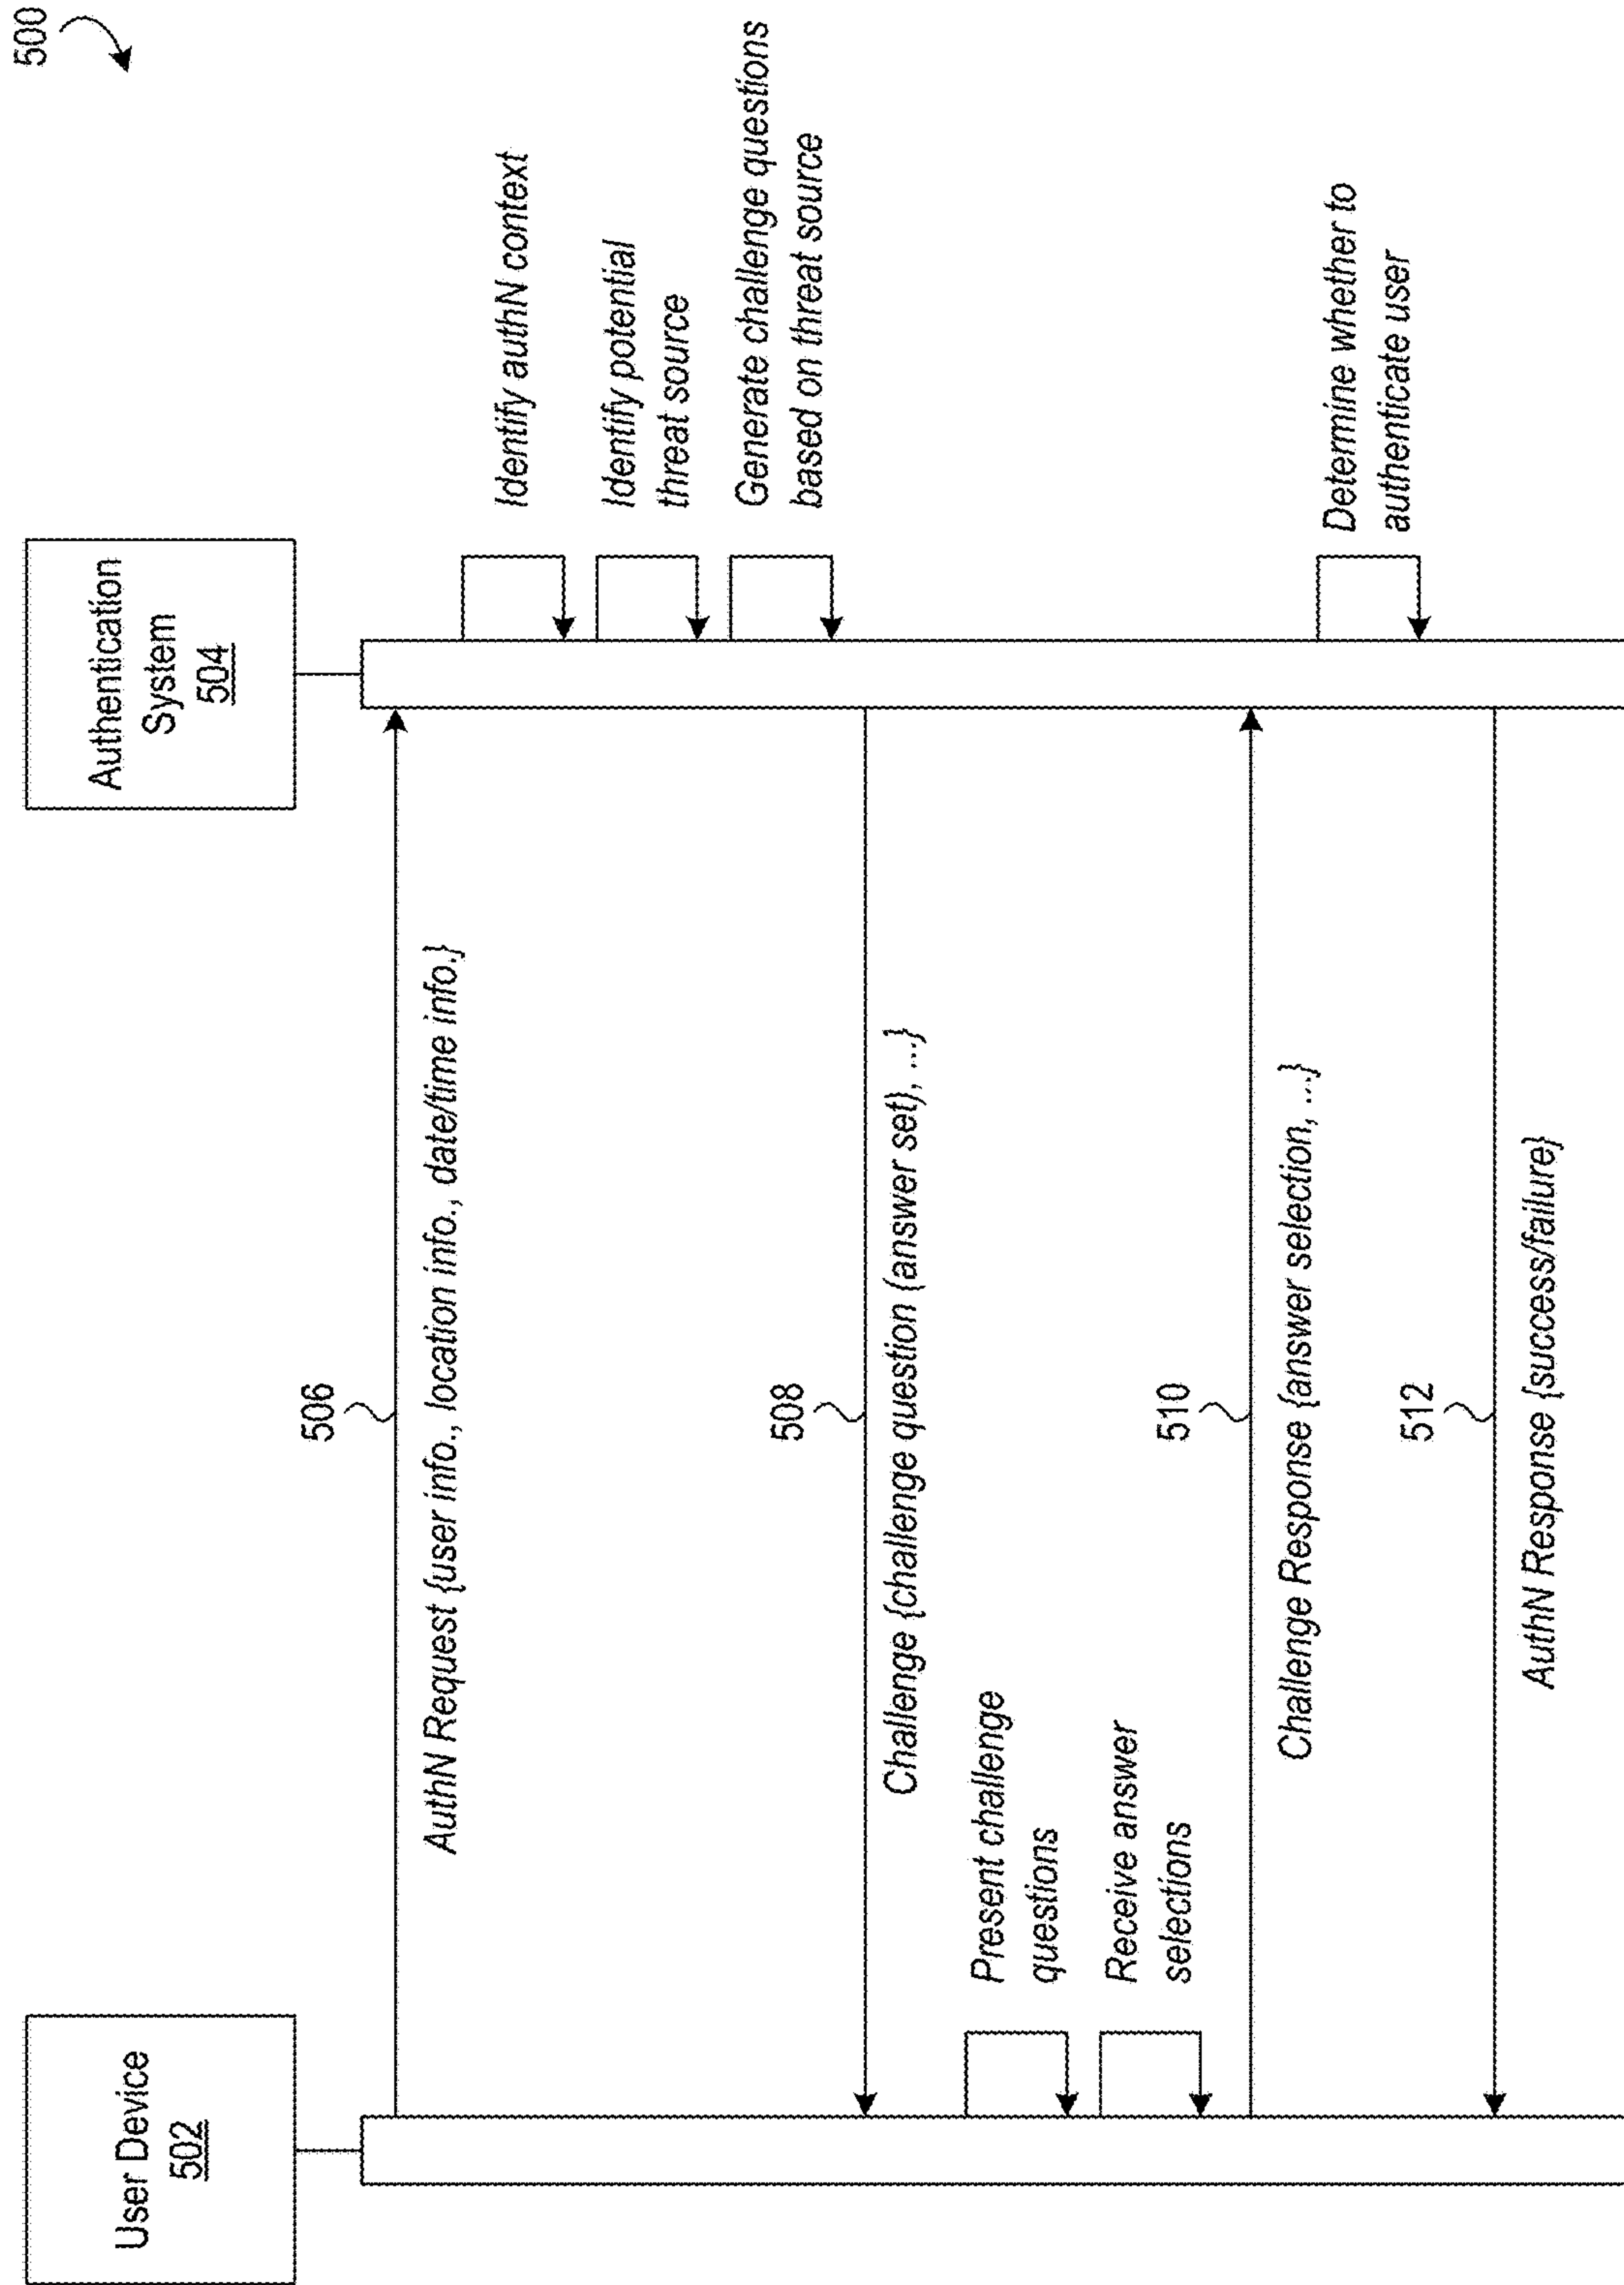 500
User Device
502
Authentication
System
504
506
AuthN Request {user info., location info., date/time info.}
Identify authN context
Identify potential
threat source
Generate challenge questions
based on threat source
508
Challenge {challenge question (answer set), ...}
Present challenge
questions
Receive answer
selections
510
Challenge Response {answer selection, ...}
Determine whether to
authenticate user
512
AuthN Response {success/failure}